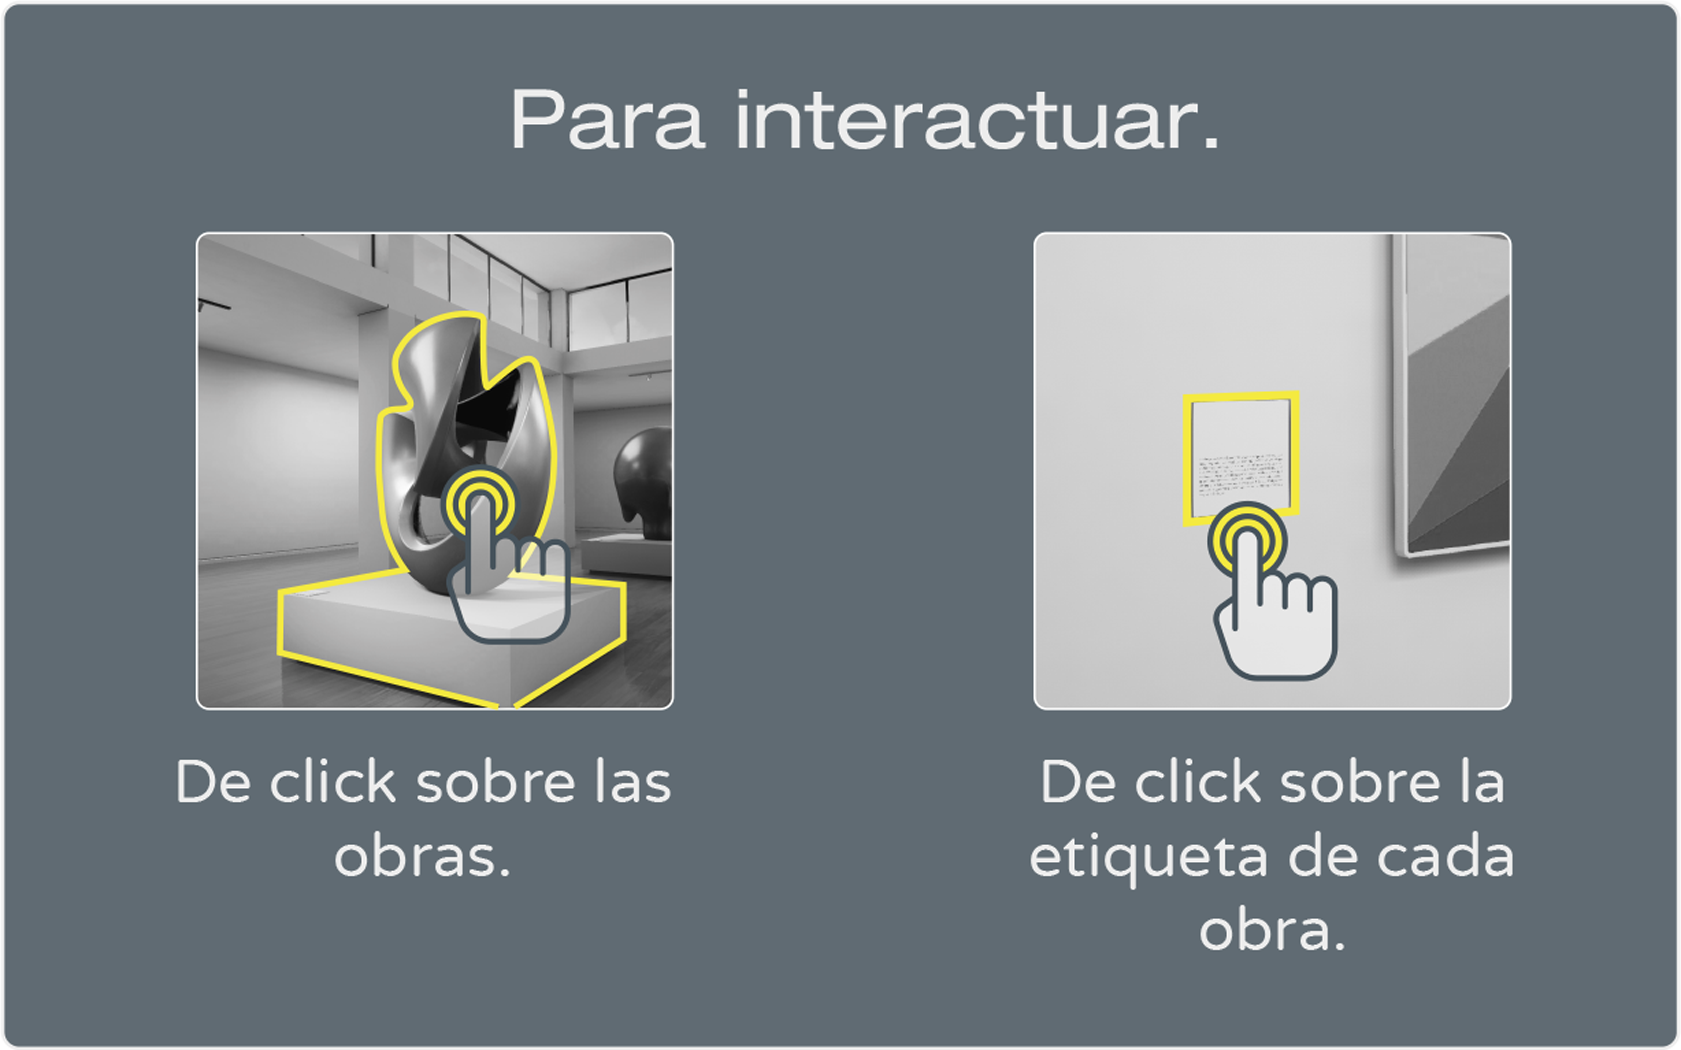 Para interactuar.
De click sobre las
obras.
De click sobre la
etiqueta de cada
obra.